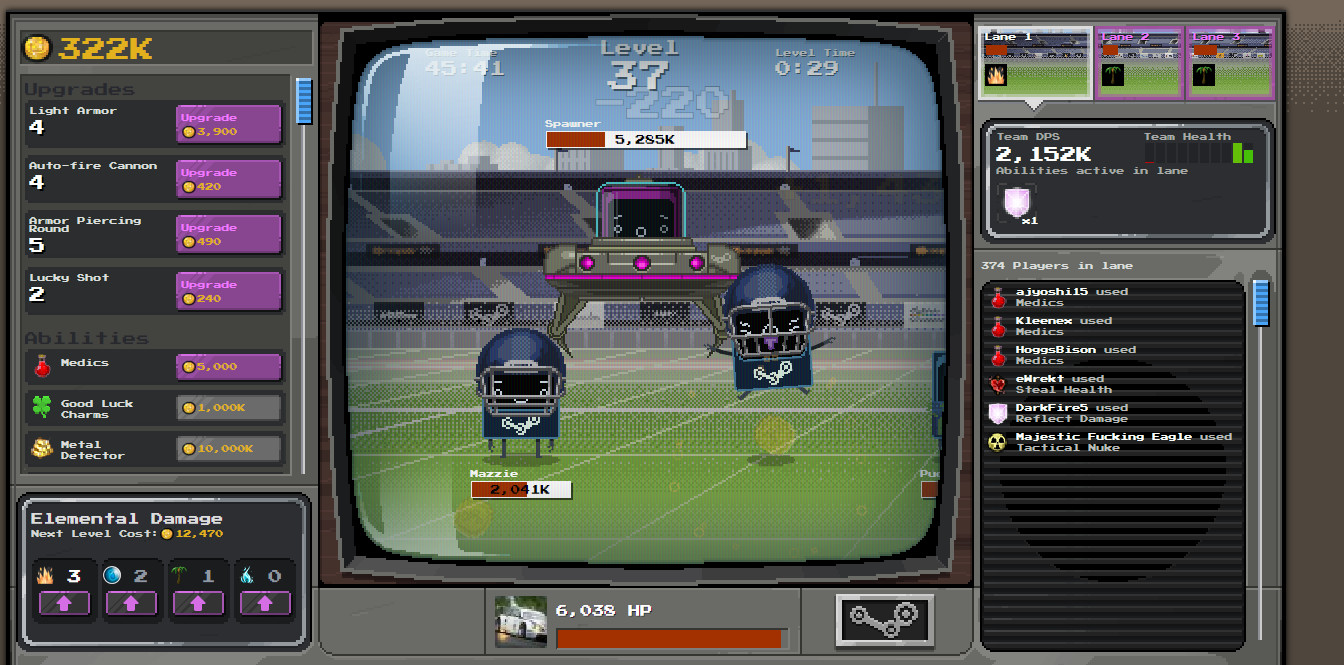 322K
Upgrades
Light Armor
4
Upgrade
3,900
Auto-fire Cannon
4
Upgrade
420
Armor Piercing
Round
5
Upgrade
490
Lucky Shot
2
Upgrade
240
Abilities
Medics
5,000
Good Luck
Charms
1,000K
Metal
Detector
10,000K
Elemental Damage
Next Level Cost: 12,470
3
2
1
0
45:41
Level
37
-220
Level Time
0:29
Spawner
5,285K
Mazzie
2,041K
6,038 HP
Lane 1
Lane 2
Lane 3
Team DPS
2,152K
Team Health
Abilities active in lane
x1
374 Players in lane
ajyoshi15 used
Medics
Kleenex used
Medics
HoggsBison used
Medics
eWrekt used
Steal Health
DarkFire5 used
Reflect Damage
Majestic Fucking Eagle used
Tactical Nuke